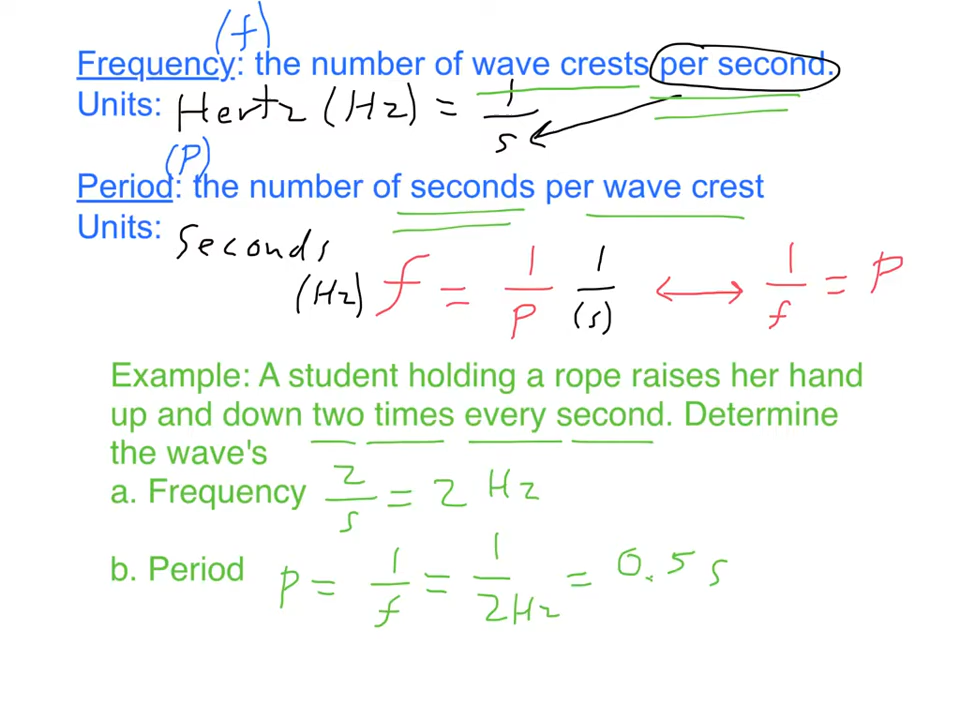 (f)
Frequency: the number of wave crests per second.
Units: Hertz (Hz) = 1/s
(P)
Period: the number of seconds per wave crest
Units: Seconds
(Hz) f = 1/P 1/(s) ↔ 1/f = P
Example: A student holding a rope raises her hand
up and down two times every second. Determine
the wave's
a. Frequency 2/s = 2 Hz
b. Period P = 1/f = 1/2Hz = 0.5 s